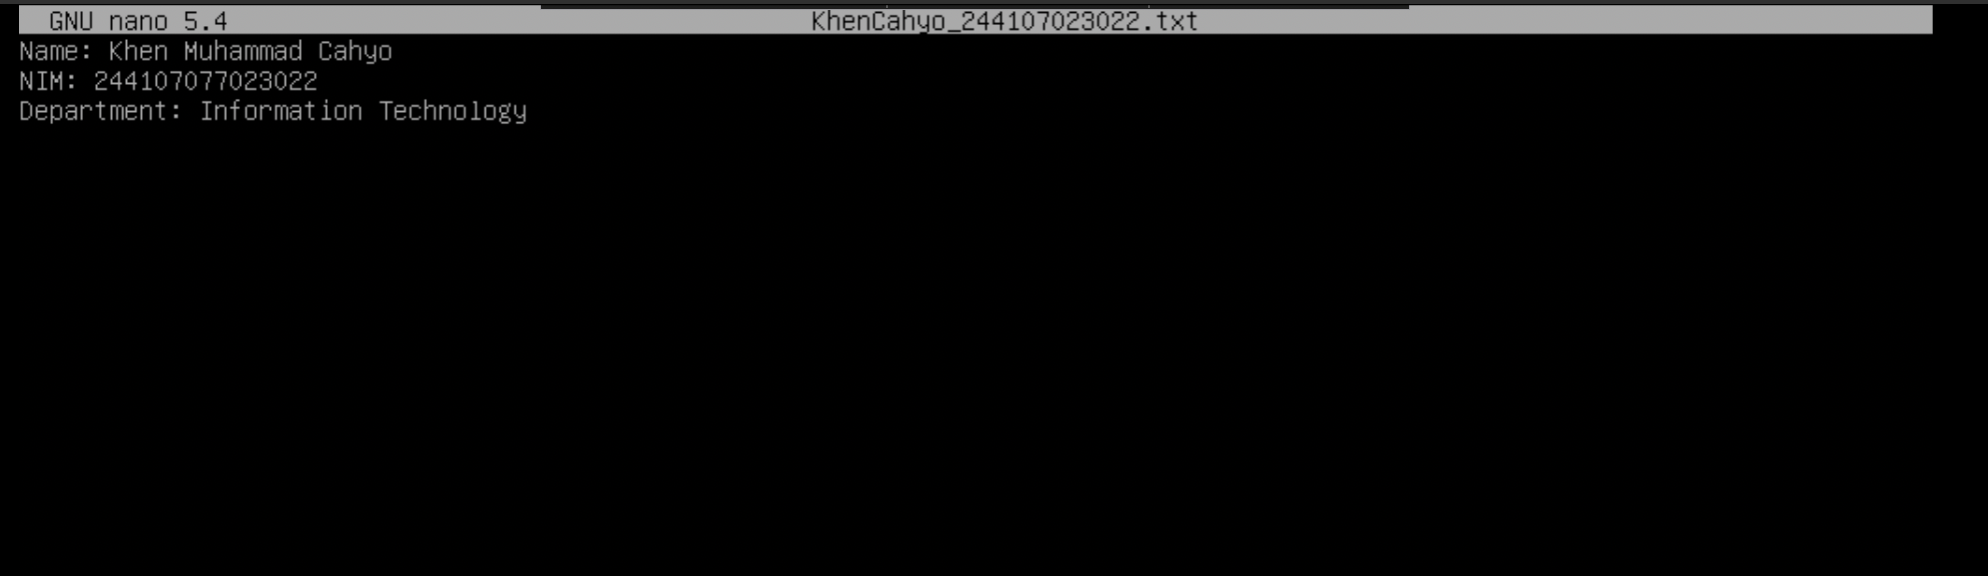 GNU nano 5.4 KhenCahyo_244107023022.txt
Name: Khen Muhammad Cahyo
NIM: 244107077023022
Department: Information Technology